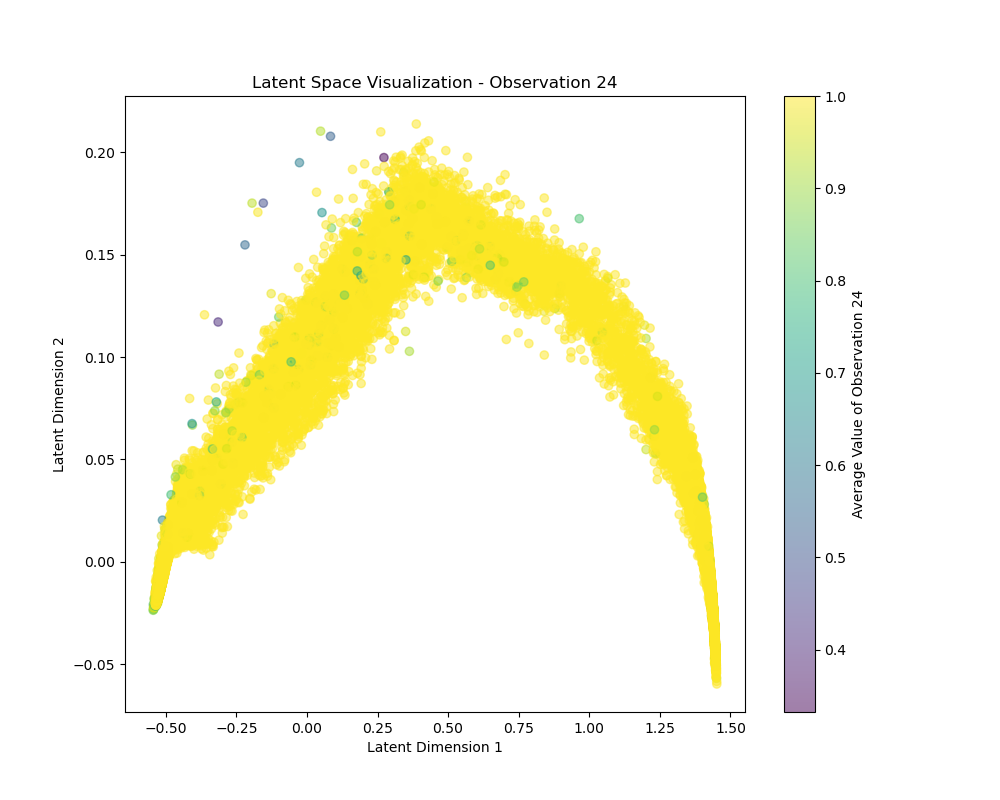 Latent Space Visualization - Observation 24
0.20
0.15
0.10
0.05
0.00
−0.05
Latent Dimension 2
−0.50 −0.25 0.00 0.25 0.50 0.75 1.00 1.25 1.50
Latent Dimension 1
1.0
0.9
0.8
0.7
0.6
0.5
0.4
Average Value of Observation 24